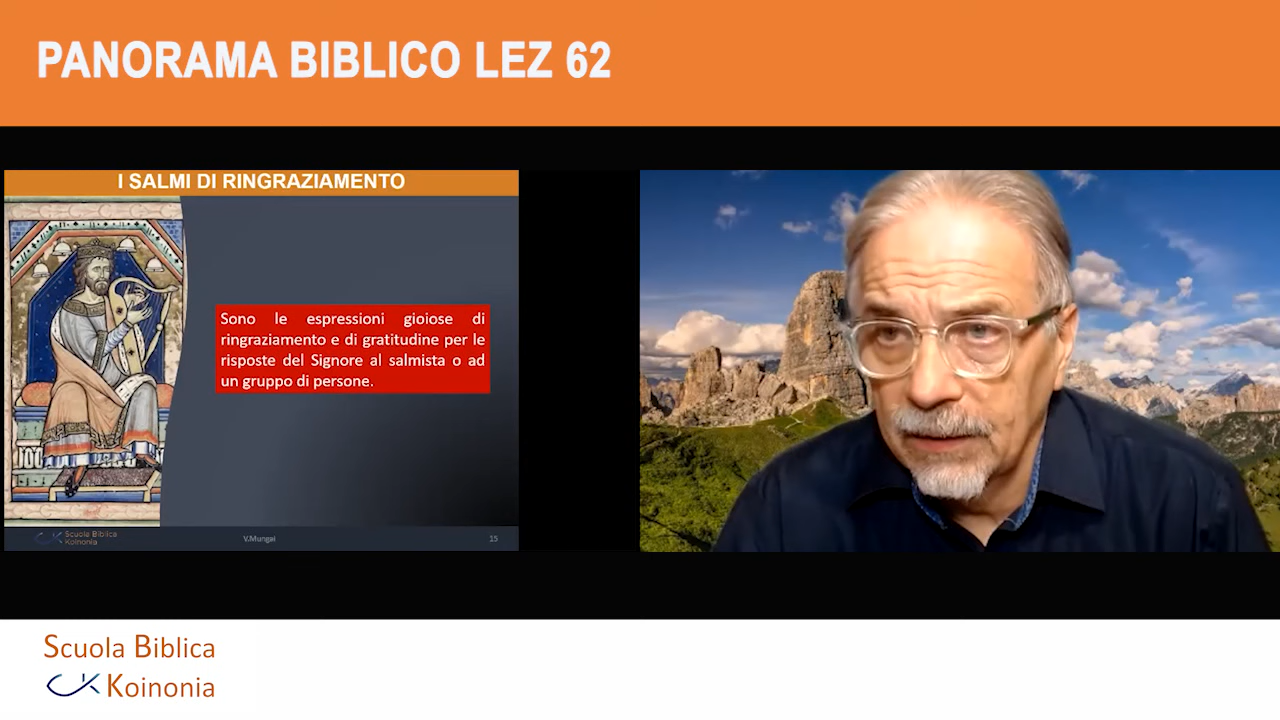 PANORAMA BIBLICO LEZ 62
I SALMI DI RINGRAZIAMENTO
Sono le espressioni gioiose di
ringraziamento e di gratitudine per le
risposte del Signore al salmista o ad
un gruppo di persone.
Scuola Biblica
Koinonia
V.Mungai
15
Scuola Biblica
Koinonia